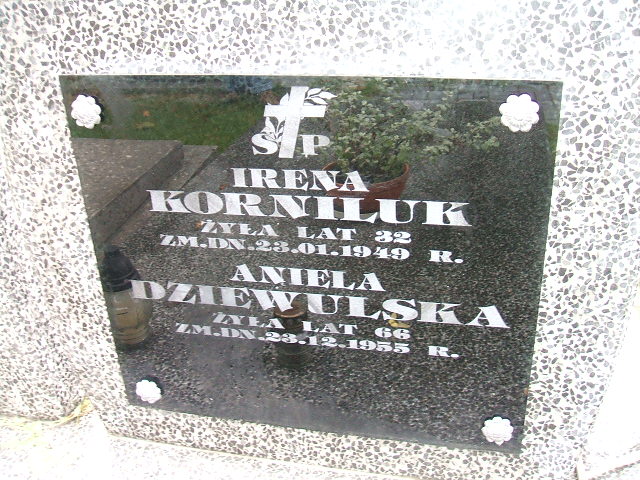 Ś P
IRENA
KORNILUK
ŻYŁA LAT 32
ZM.DN.23.01.1949 R.
ANIELA
DZIEWULSKA
ŻYŁA LAT 66
ZM.DN.23.12.1955 R.